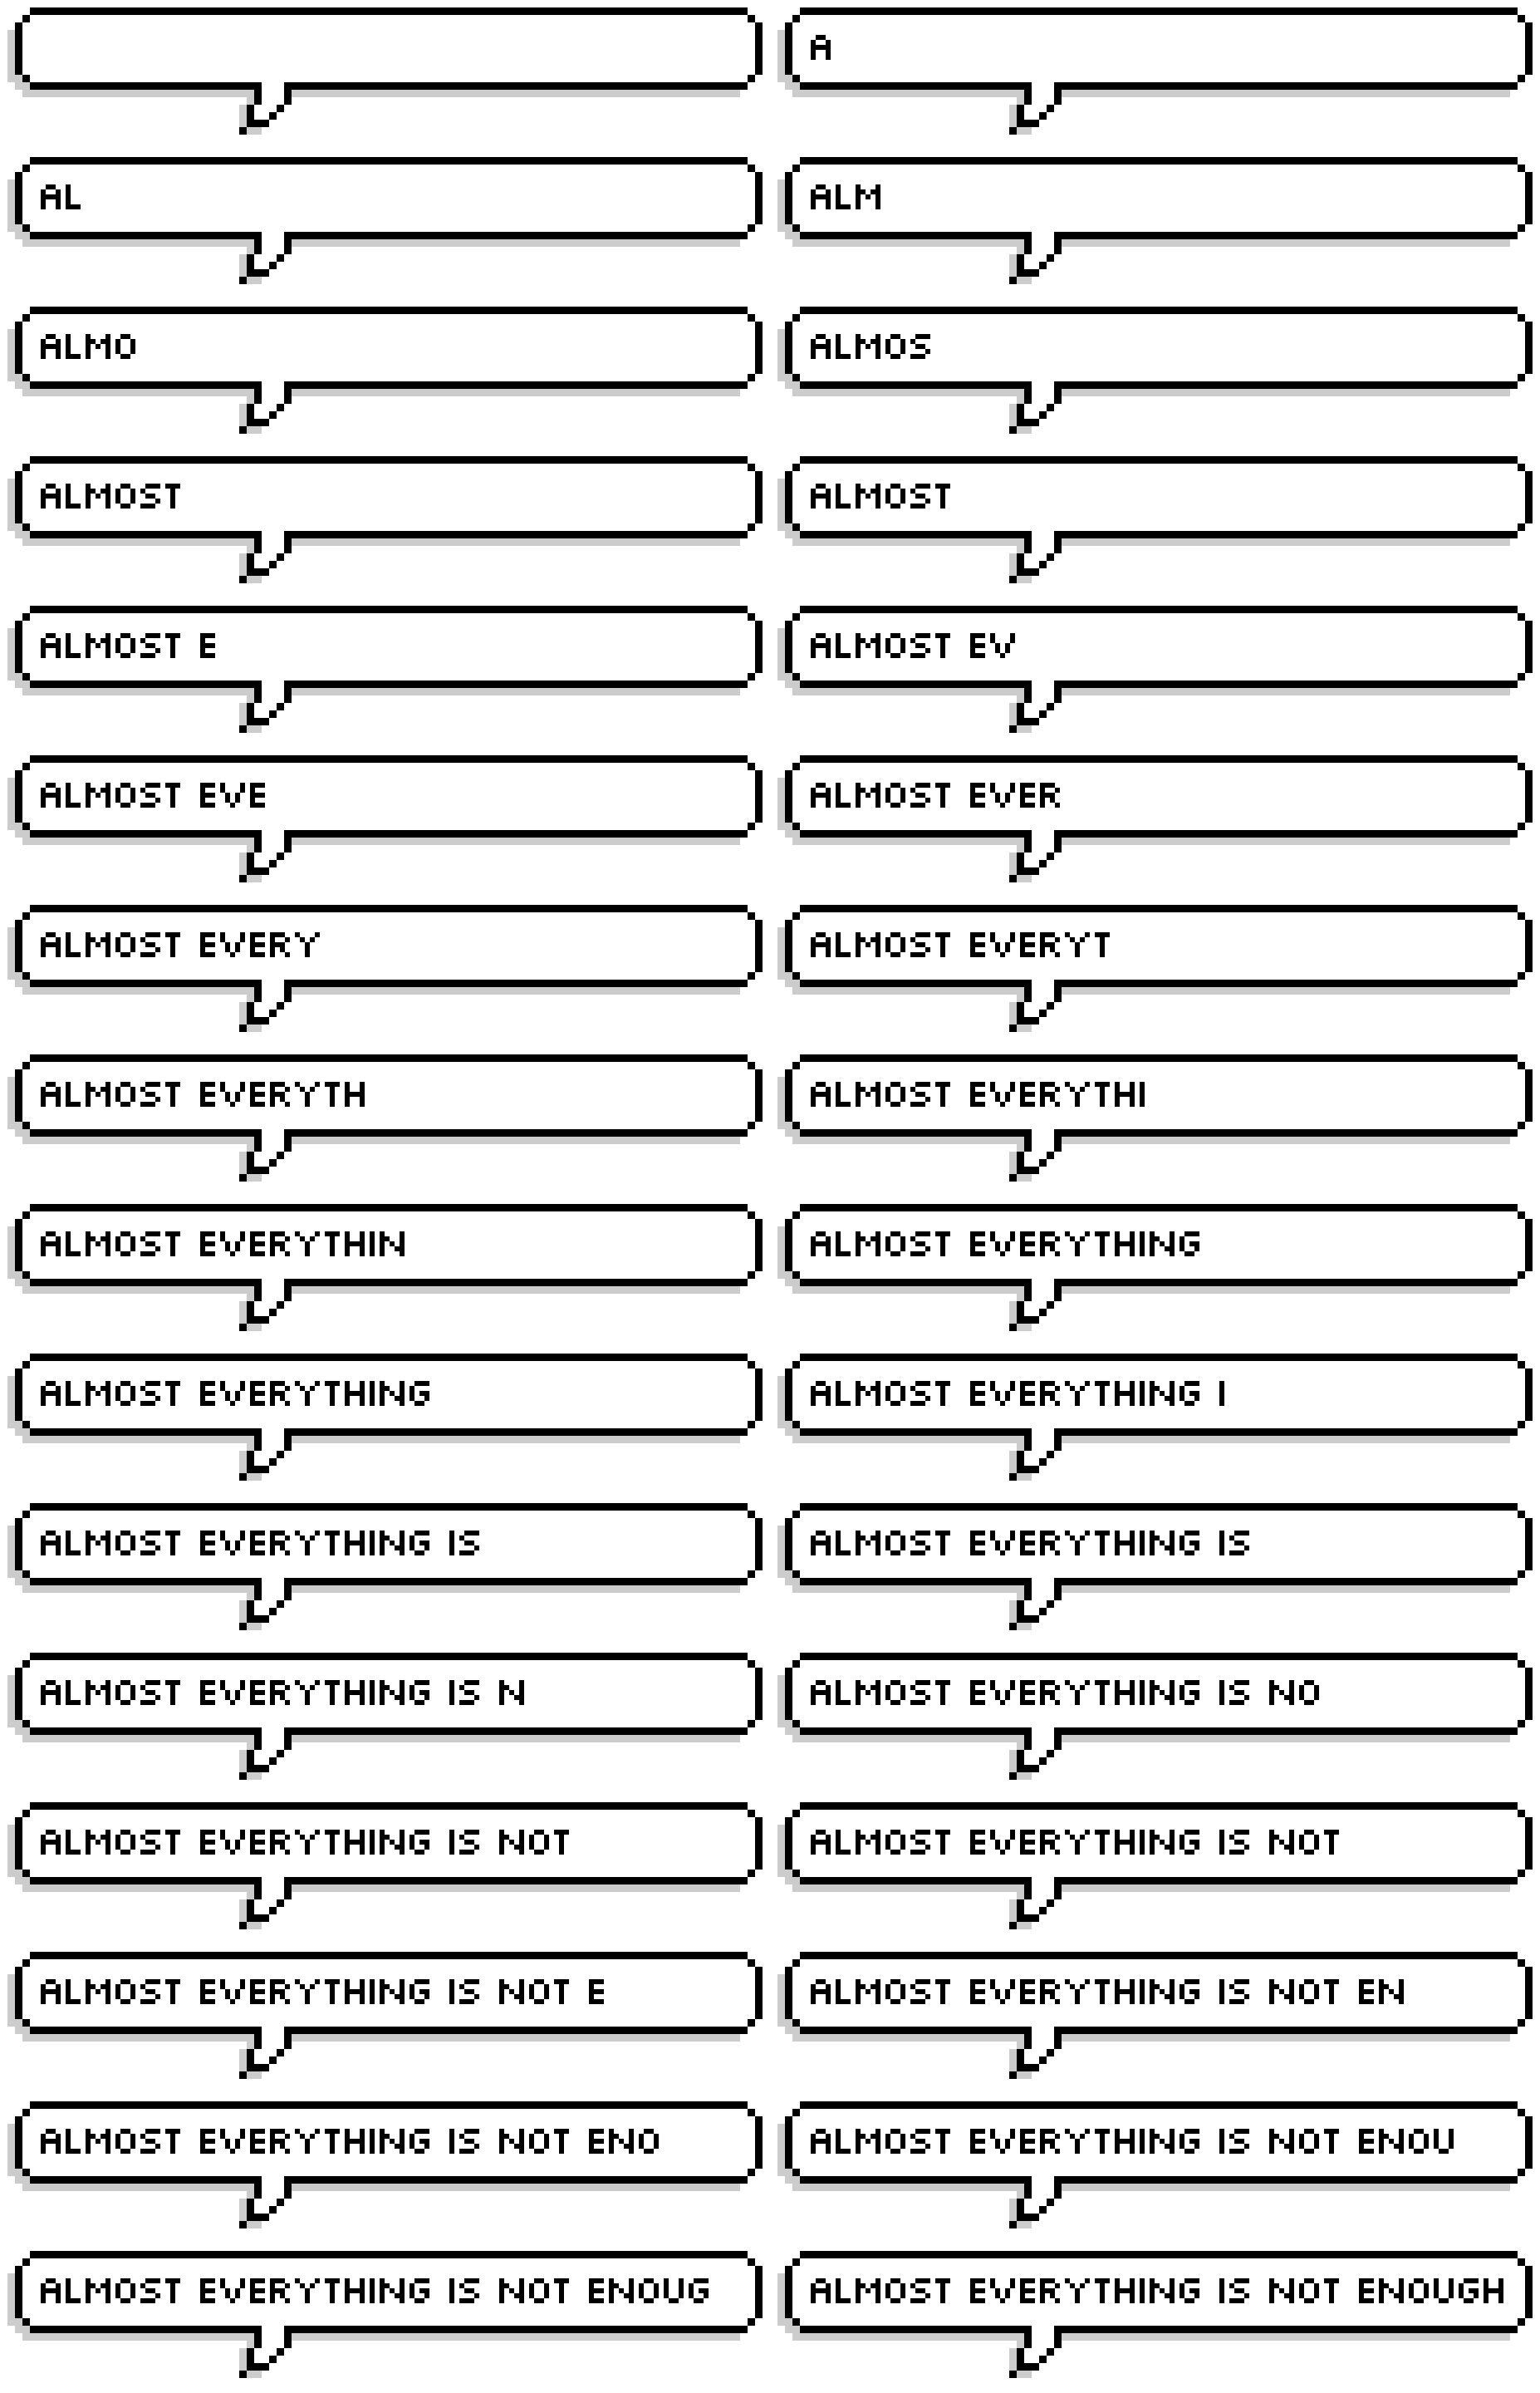 A
AL
ALM
ALMO
ALMOS
ALMOST
ALMOST
ALMOST E
ALMOST EV
ALMOST EVE
ALMOST EVER
ALMOST EVERY
ALMOST EVERYT
ALMOST EVERYTH
ALMOST EVERYTHI
ALMOST EVERYTHIN
ALMOST EVERYTHING
ALMOST EVERYTHING
ALMOST EVERYTHING I
ALMOST EVERYTHING IS
ALMOST EVERYTHING IS
ALMOST EVERYTHING IS N
ALMOST EVERYTHING IS NO
ALMOST EVERYTHING IS NOT
ALMOST EVERYTHING IS NOT
ALMOST EVERYTHING IS NOT E
ALMOST EVERYTHING IS NOT EN
ALMOST EVERYTHING IS NOT ENO
ALMOST EVERYTHING IS NOT ENOU
ALMOST EVERYTHING IS NOT ENOUG
ALMOST EVERYTHING IS NOT ENOUGH